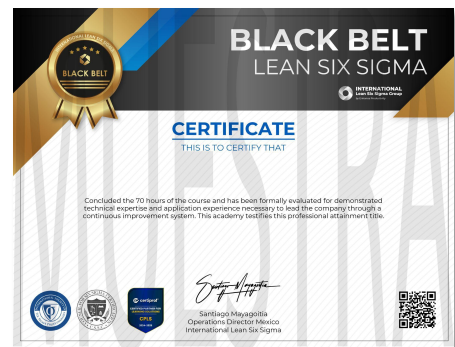 BLACK BELT
LEAN SIX SIGMA
INTERNATIONAL
Lean Six Sigma Group
BLACK BELT
CERTIFICATE
THIS IS TO CERTIFY THAT
MUESTRA
Concluded the 70 hours of the course and has been formally evaluated for demonstrated
technical expertise and application experience necessary to lead the company through a
continuous improvement system. This academy testifies this professional attainment title.
certiprof
CPLS
Santiago Mayagoitia
Operations Director Mexico
International Lean Six Sigma